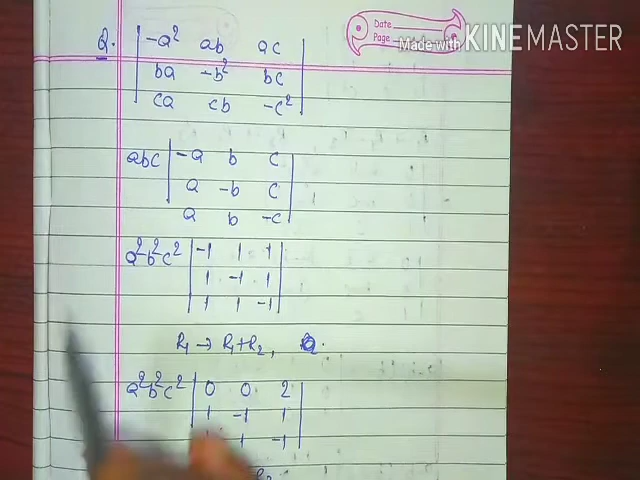 Date
Page
Made with KINEMASTER
Q. -a² ab ac
ba -b² bc
ca cb -c²
abc -a b c
a -b c
a b -c
a²b²c² -1 1 1
1 -1 1
1 1 -1
R₁ → R₁+R₂,
a²b²c² 0 0 2
1 -1 1
1 -1